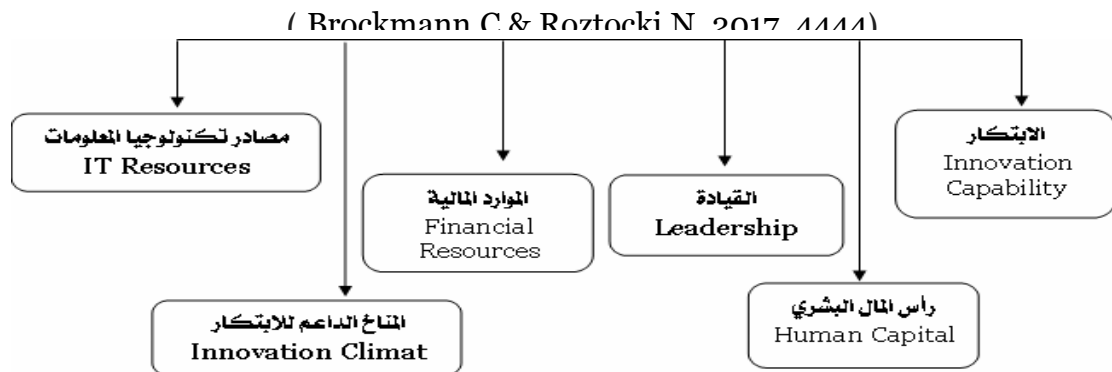 ( Brockmann C & Roztocki N, 2017, 4444)
الابتكار
Innovation
Capability
مصادر تكنولوجيا المعلومات
IT Resources
القيادة
Leadership
الموارد المالية
Financial
Resources
رأس المال البشري
Human Capital
المناخ الداعم للابتكار
Innovation Climat